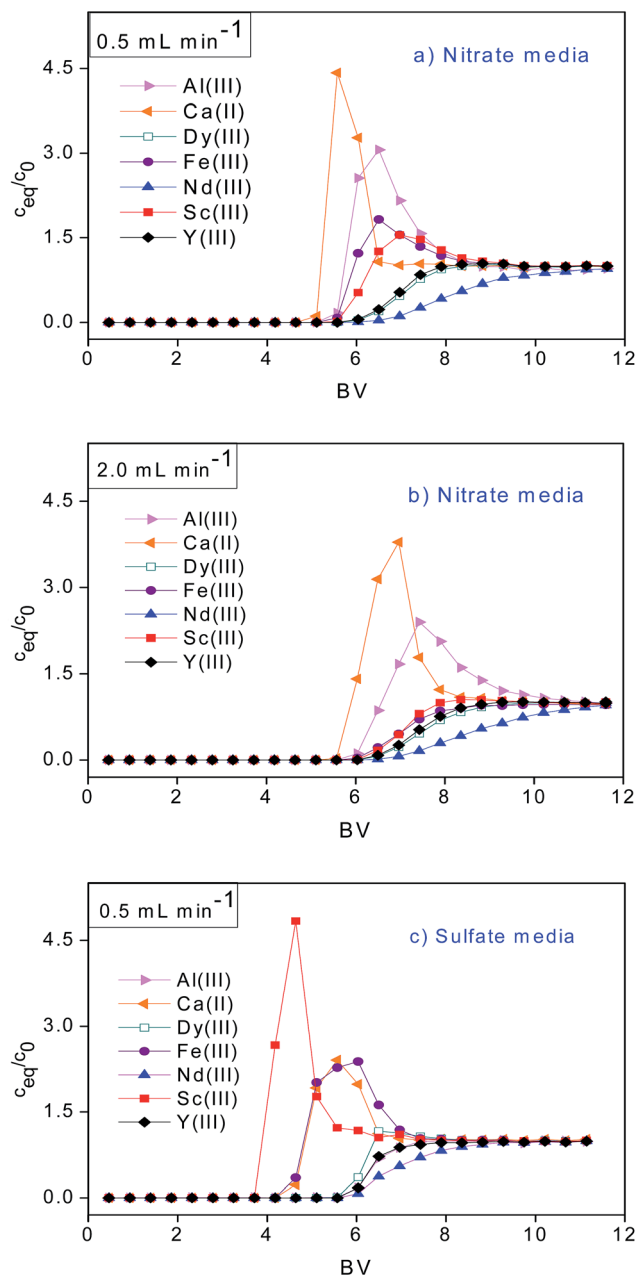 0.5 mL min-1
a) Nitrate media
4.5
3.0
1.5
0.0
ceq/c0
Al(III)
Ca(II)
Dy(III)
Fe(III)
Nd(III)
Sc(III)
Y(III)
0 2 4 6 8 10 12
BV
2.0 mL min-1
b) Nitrate media
4.5
3.0
1.5
0.0
ceq/c0
Al(III)
Ca(II)
Dy(III)
Fe(III)
Nd(III)
Sc(III)
Y(III)
0 2 4 6 8 10 12
BV
0.5 mL min-1
c) Sulfate media
4.5
3.0
1.5
0.0
ceq/c0
Al(III)
Ca(II)
Dy(III)
Fe(III)
Nd(III)
Sc(III)
Y(III)
0 2 4 6 8 10 12
BV